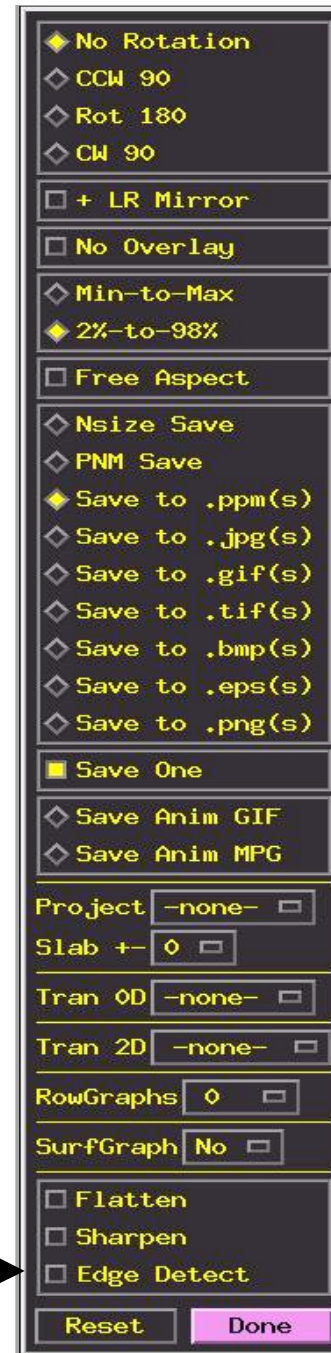 No Rotation
CCW 90
Rot 180
CW 90
+ LR Mirror
No Overlay
Min-to-Max
2%-to-98%
Free Aspect
Nsize Save
PNM Save
Save to .ppm(s)
Save to .jpg(s)
Save to .gif(s)
Save to .tif(s)
Save to .bmp(s)
Save to .eps(s)
Save to .png(s)
Save One
Save Anim GIF
Save Anim MPG
Project -none-
Slab +- 0
Tran 0D -none-
Tran 2D -none-
RowGraphs 0
SurfGraph No
Flatten
Sharpen
Edge Detect
Reset Done